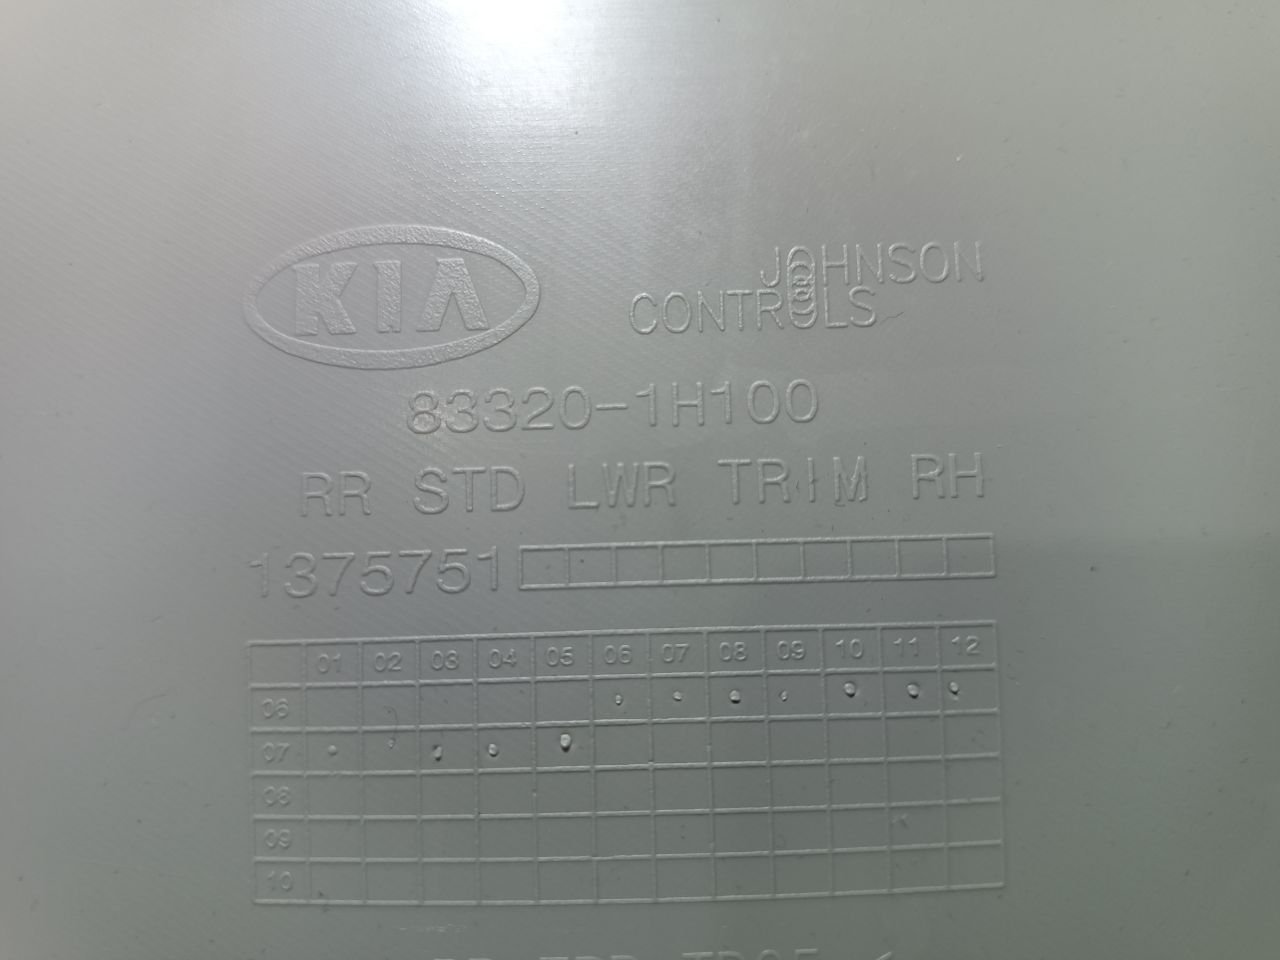 KIA
JOHNSON
CONTROLS
83320-1H100
RR STD LWR TRIM RH
1375751
01 02 03 04 05 06 07 08 09 10 11 12
06
07
08
09
10